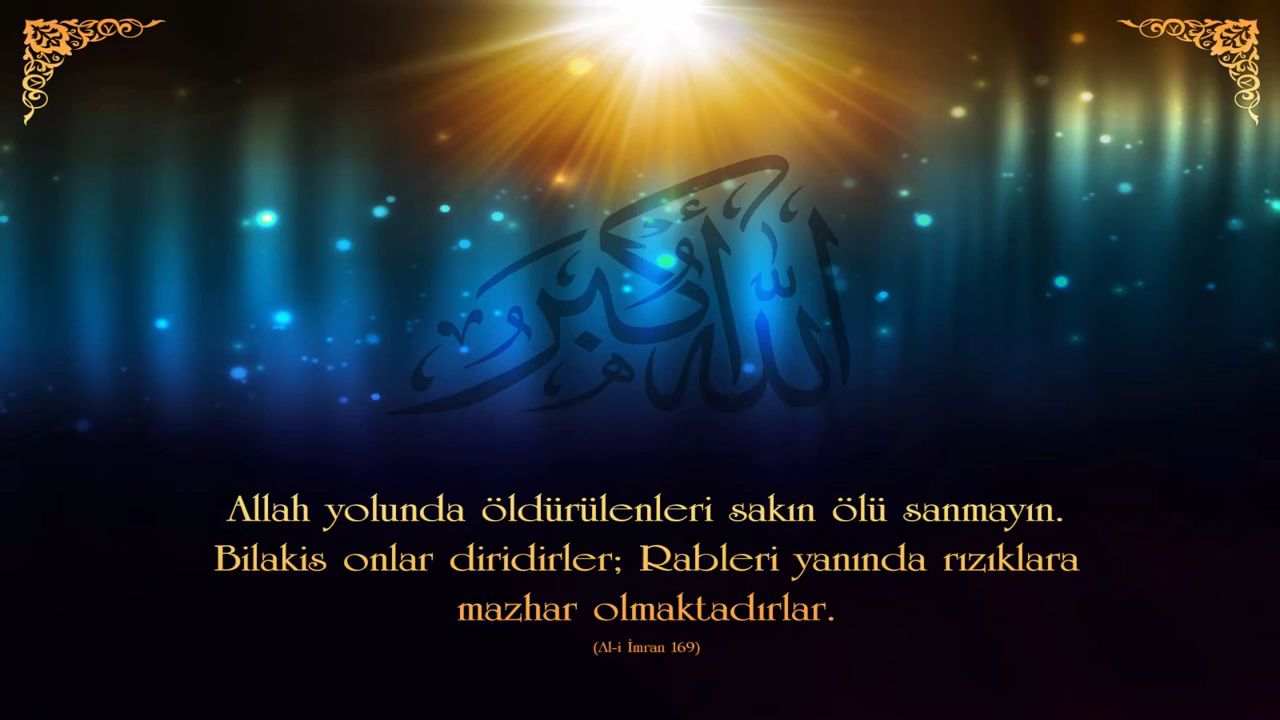 الله أكبر
Allah yolunda öldürülenleri sakın ölü sanmayın.
Bilakis onlar diridirler; Rableri yanında rızıklara
mazhar olmaktadırlar.
(Al-i İmran 169)